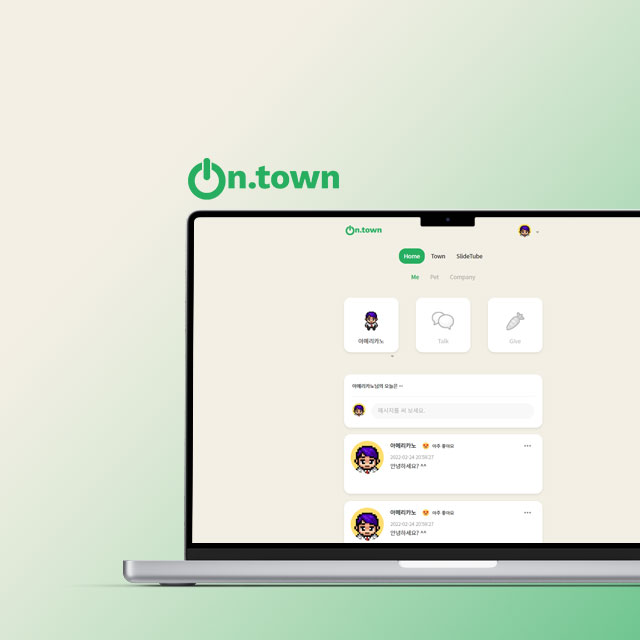 On.town
On.town
Home Town SlideTube
Me Pet Company
아메리카노 Talk Give
아메리카노님의 오늘은 ~
메시지를 써 보세요.
아메리카노 😍 아주 좋아요
2022-02-24 20:56:27
안녕하세요? ^^
아메리카노 😍 아주 좋아요
2022-02-24 20:56:27
안녕하세요? ^^